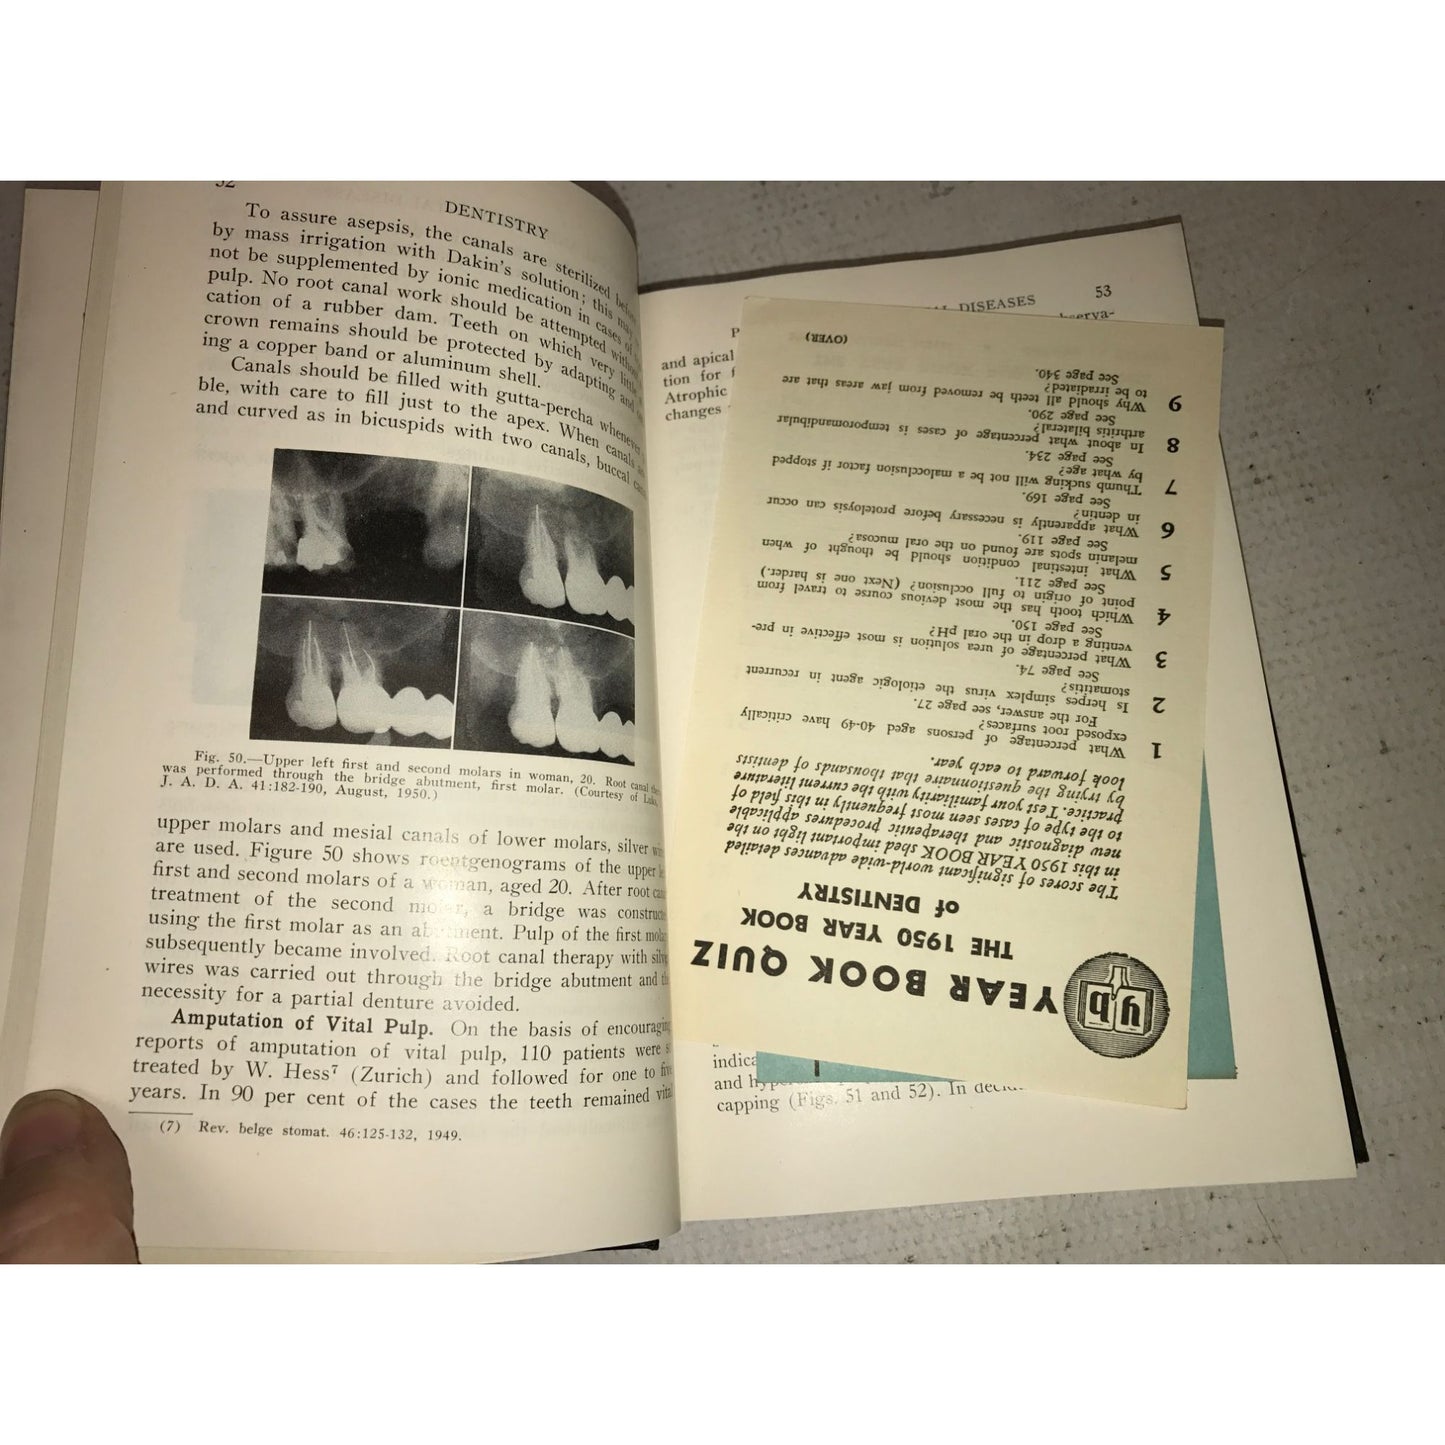 DENTISTRY
To assure asepsis, the canals are sterilized before
by mass irrigation with Dakin's solution; this may
not be supplemented by ionic medication in cases of
pulp. No root canal work should be attempted without
cation of a rubber dam. Teeth on which very little
crown remains should be protected by adapting and
ing a copper band or aluminum shell.
Canals should be filled with gutta-percha whenever
ble, with care to fill just to the apex. When canals
and curved as in bicuspids with two canals, buccal
Fig. 50.—Upper left first and second molars in woman, 20. Root canal
was performed through the bridge abutment, first molar. (Courtesy of
J. A. D. A. 41:182-190, August, 1950.)
upper molars and mesial canals of lower molars, silver
are used. Figure 50 shows roentgenograms of the upper
first and second molars of a woman, aged 20. After root
treatment of the second molar, a bridge was
using the first molar as an abutment. Pulp of the first
subsequently became involved. Root canal therapy with
wires was carried out through the bridge abutment and
necessity for a partial denture avoided.
Amputation of Vital Pulp. On the basis of encouraging
reports of amputation of vital pulp, 110 patients were
treated by W. Hess⁷ (Zurich) and followed for one to
years. In 90 per cent of the cases the teeth remained vital
(7) Rev. belge stomat. 46:125-132, 1949.
DISEASES 53
and apical
tion for
Atrophic
changes
and
capping (Figs. 51 and 52). In
yb
YEAR BOOK QUIZ
THE 1950 YEAR BOOK
of DENTISTRY
The scores of significant world-wide advances detailed
in this 1950 YEAR BOOK shed important light on the
new diagnostic and therapeutic procedures applicable
to the type of cases seen most frequently in this field of
practice. Test your familiarity with the current literature
by trying the questionnaire that thousands of dentists
look forward to each year.
1 What percentage of persons aged 40-49 have critically
exposed root surfaces?
For the answer, see page 27.
2 Is herpes simplex virus the etiologic agent in recurrent
stomatitis?
See page 74.
3 What percentage of urea solution is most effective in pre-
venting a drop in the oral pH?
See page 150.
4 Which tooth has the most devious course to travel from
point of origin to full occlusion? (Next one is harder.)
See page 211.
5 What intestinal condition should be thought of when
melanin spots are found on the oral mucosa?
See page 119.
6 What apparently is necessary before proteolysis can occur
in dentin?
See page 169.
7 Thumb sucking will not be a malocclusion factor if stopped
by what age?
See page 234.
8 In about what percentage of cases is temporomandibular
arthritis bilateral?
See page 290.
9 Why should all teeth be removed from jaw areas that are
to be irradiated?
See page 340.
(OVER)